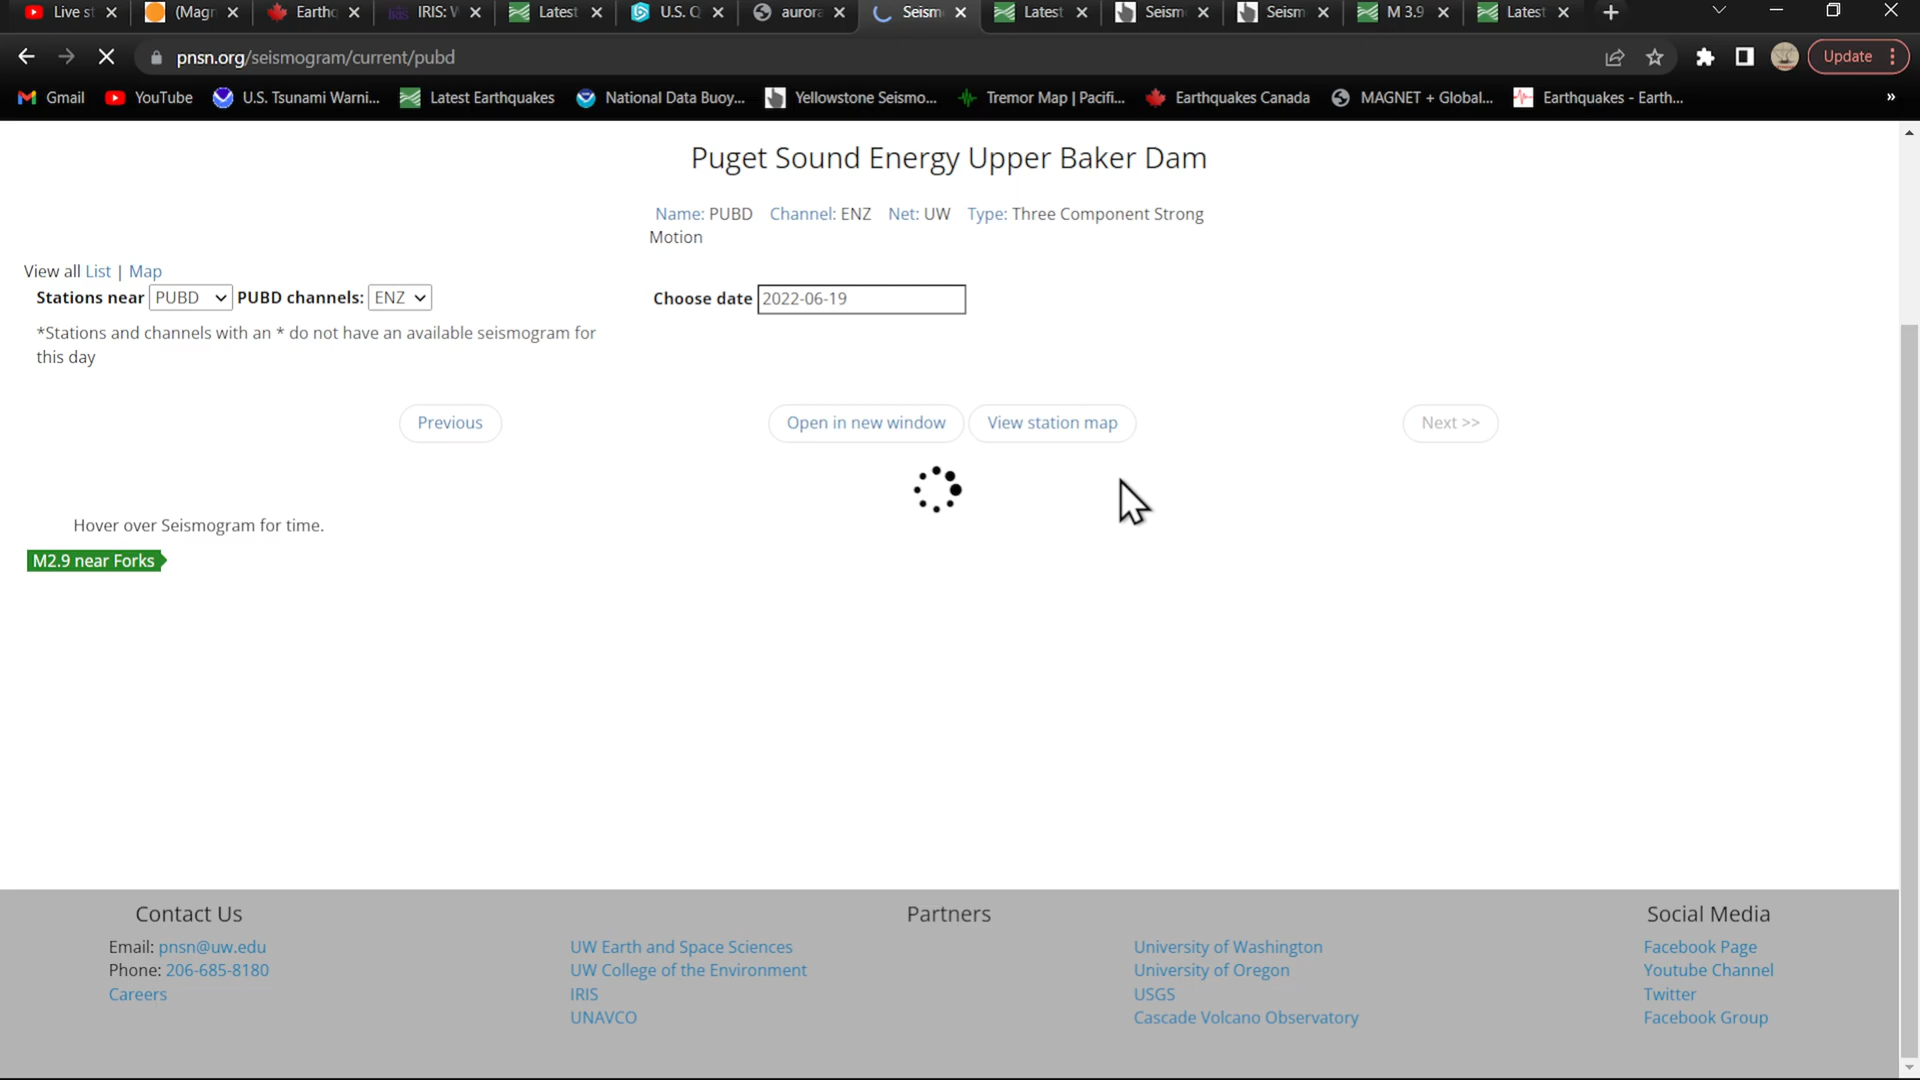 Live st (Magn Earthq IRIS: W Latest U.S. Q aurora Seism Latest Seism Seism M 3.9 Latest
pnsn.org/seismogram/current/pubd Update
Gmail YouTube U.S. Tsunami Warni... Latest Earthquakes National Data Buoy... Yellowstone Seismo... Tremor Map | Pacifi... Earthquakes Canada MAGNET + Global... Earthquakes - Earth... »
Puget Sound Energy Upper Baker Dam
Name: PUBD Channel: ENZ Net: UW Type: Three Component Strong
Motion
View all List | Map
Stations near PUBD PUBD channels: ENZ Choose date 2022-06-19
*Stations and channels with an * do not have an available seismogram for
this day
Previous Open in new window View station map Next >>
Hover over Seismogram for time.
M2.9 near Forks
Contact Us Partners Social Media
Email: pnsn@uw.edu UW Earth and Space Sciences University of Washington Facebook Page
Phone: 206-685-8180 UW College of the Environment University of Oregon Youtube Channel
Careers IRIS USGS Twitter
UNAVCO Cascade Volcano Observatory Facebook Group